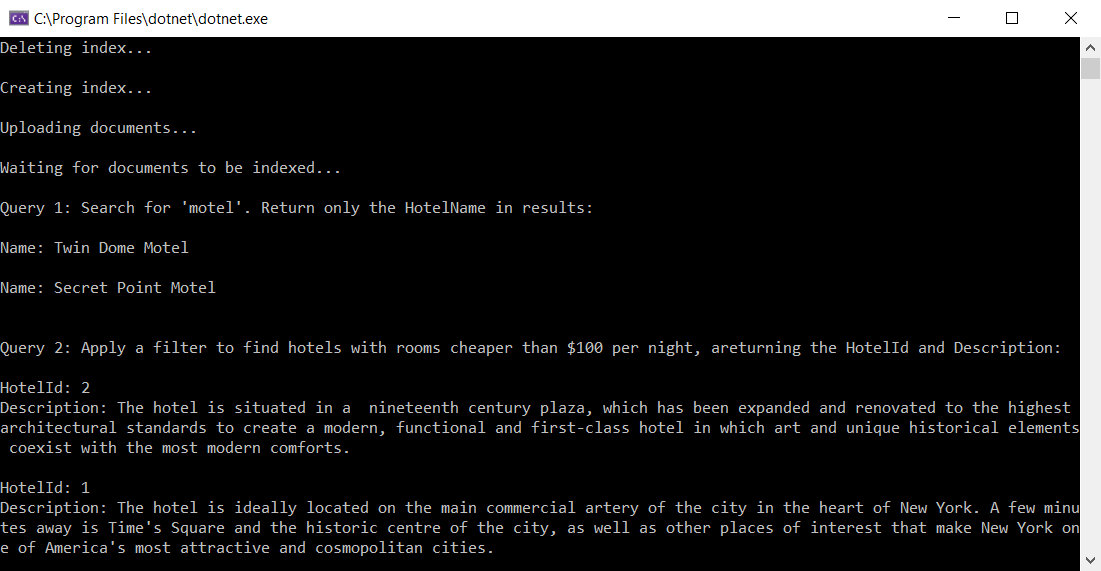 C:\Program Files\dotnet\dotnet.exe
Deleting index...
Creating index...
Uploading documents...
Waiting for documents to be indexed...
Query 1: Search for 'motel'. Return only the HotelName in results:
Name: Twin Dome Motel
Name: Secret Point Motel
Query 2: Apply a filter to find hotels with rooms cheaper than $100 per night, areturning the HotelId and Description:
HotelId: 2
Description: The hotel is situated in a  nineteenth century plaza, which has been expanded and renovated to the highest
architectural standards to create a modern, functional and first-class hotel in which art and unique historical elements
 coexist with the most modern comforts.
HotelId: 1
Description: The hotel is ideally located on the main commercial artery of the city in the heart of New York. A few minu
tes away is Time's Square and the historic centre of the city, as well as other places of interest that make New York on
e of America's most attractive and cosmopolitan cities.